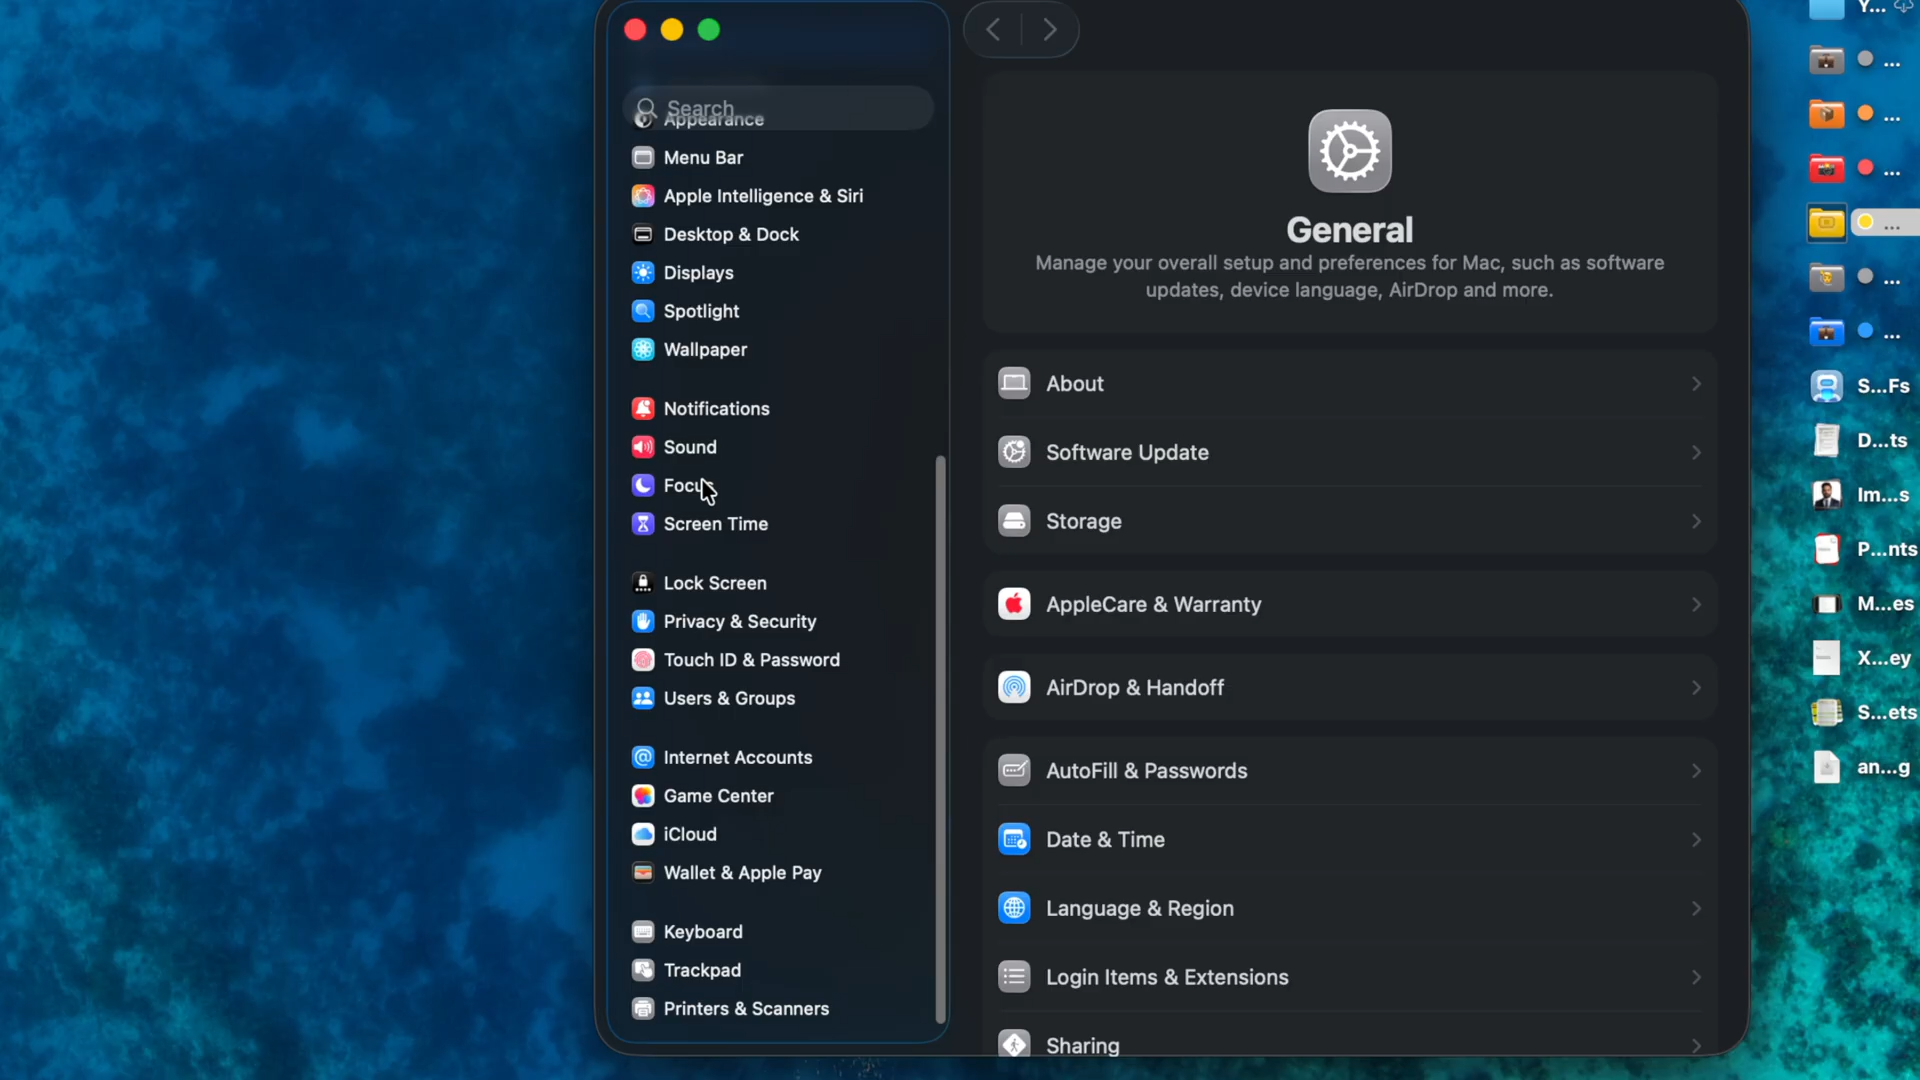 Search
Appearance
Menu Bar
Apple Intelligence & Siri
Desktop & Dock
Displays
Spotlight
Wallpaper
Notifications
Sound
Focus
Screen Time
Lock Screen
Privacy & Security
Touch ID & Password
Users & Groups
Internet Accounts
Game Center
iCloud
Wallet & Apple Pay
Keyboard
Trackpad
Printers & Scanners
General
Manage your overall setup and preferences for Mac, such as software
updates, device language, AirDrop and more.
About
Software Update
Storage
AppleCare & Warranty
AirDrop & Handoff
AutoFill & Passwords
Date & Time
Language & Region
Login Items & Extensions
Sharing
Y...
...
...
...
...
...
...
S...Fs
D...ts
Im...s
P...nts
M...es
X...ey
S...ets
an...g